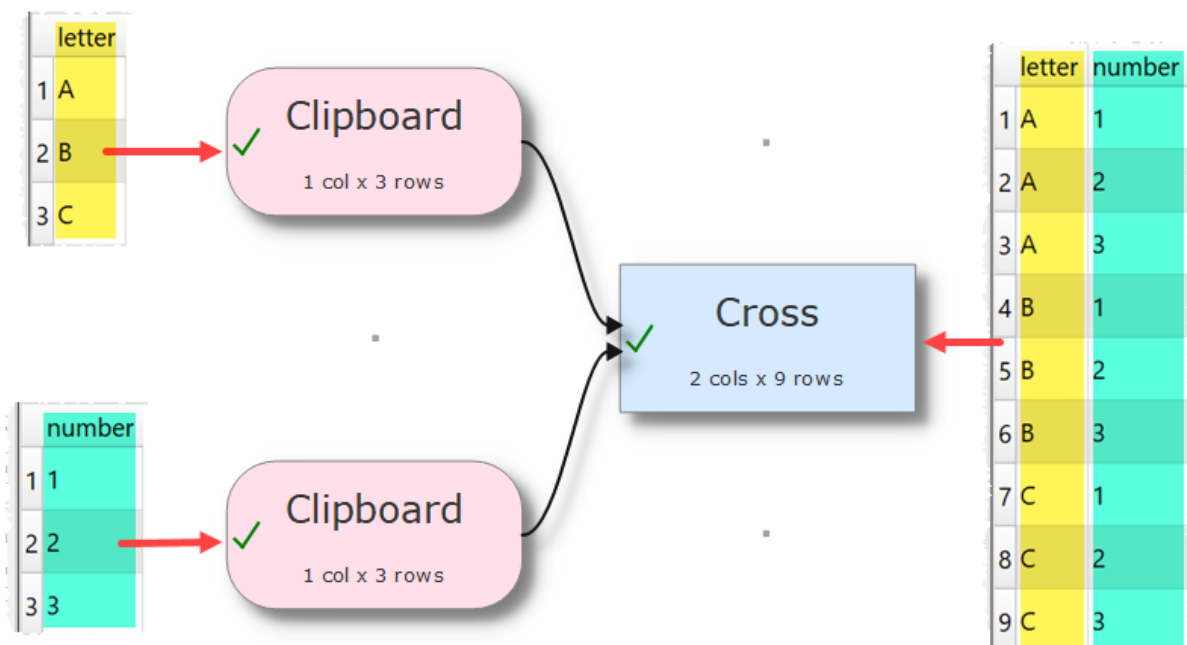 letter
1 A
2 B
3 C
Clipboard
1 col x 3 rows
number
1 1
2 2
3 3
Clipboard
1 col x 3 rows
Cross
2 cols x 9 rows
letter number
1 A 1
2 A 2
3 A 3
4 B 1
5 B 2
6 B 3
7 C 1
8 C 2
9 C 3